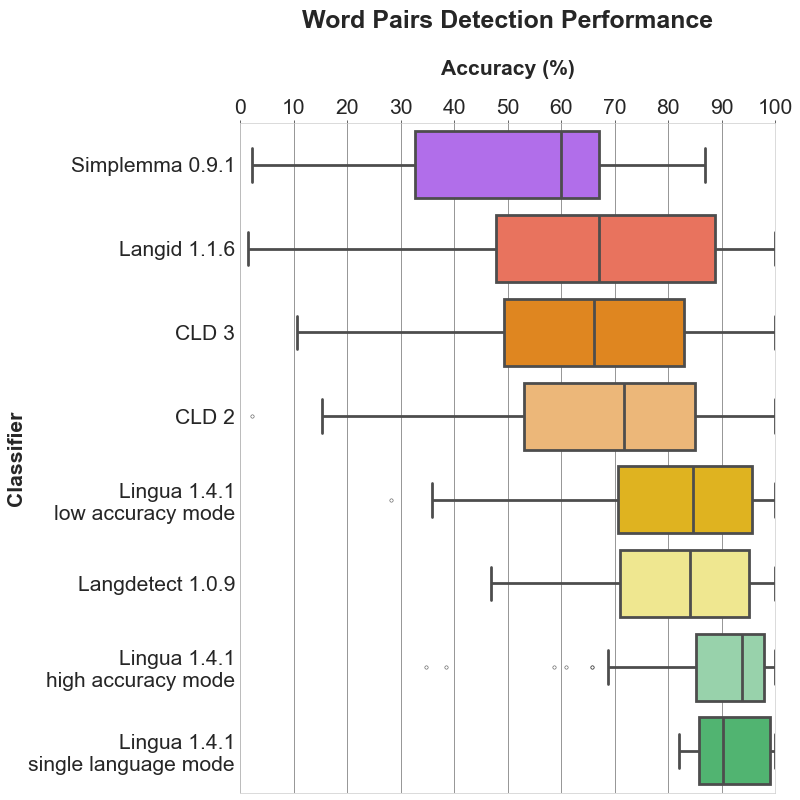 Word Pairs Detection Performance
Accuracy (%)
0 10 20 30 40 50 60 70 80 90 100
Classifier
Simplemma 0.9.1
Langid 1.1.6
CLD 3
CLD 2
Lingua 1.4.1
low accuracy mode
Langdetect 1.0.9
Lingua 1.4.1
high accuracy mode
Lingua 1.4.1
single language mode